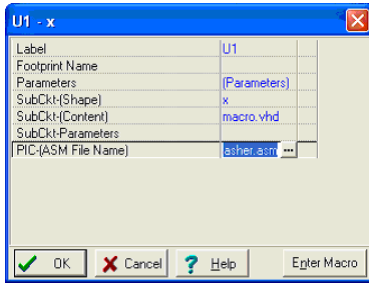 U1 - x
Label U1
Footprint Name
Parameters (Parameters)
SubCkt-(Shape) x
SubCkt-(Content) macro.vhd
SubCkt-Parameters
PIC-(ASM File Name) asher.asm ...
OK Cancel Help Enter Macro